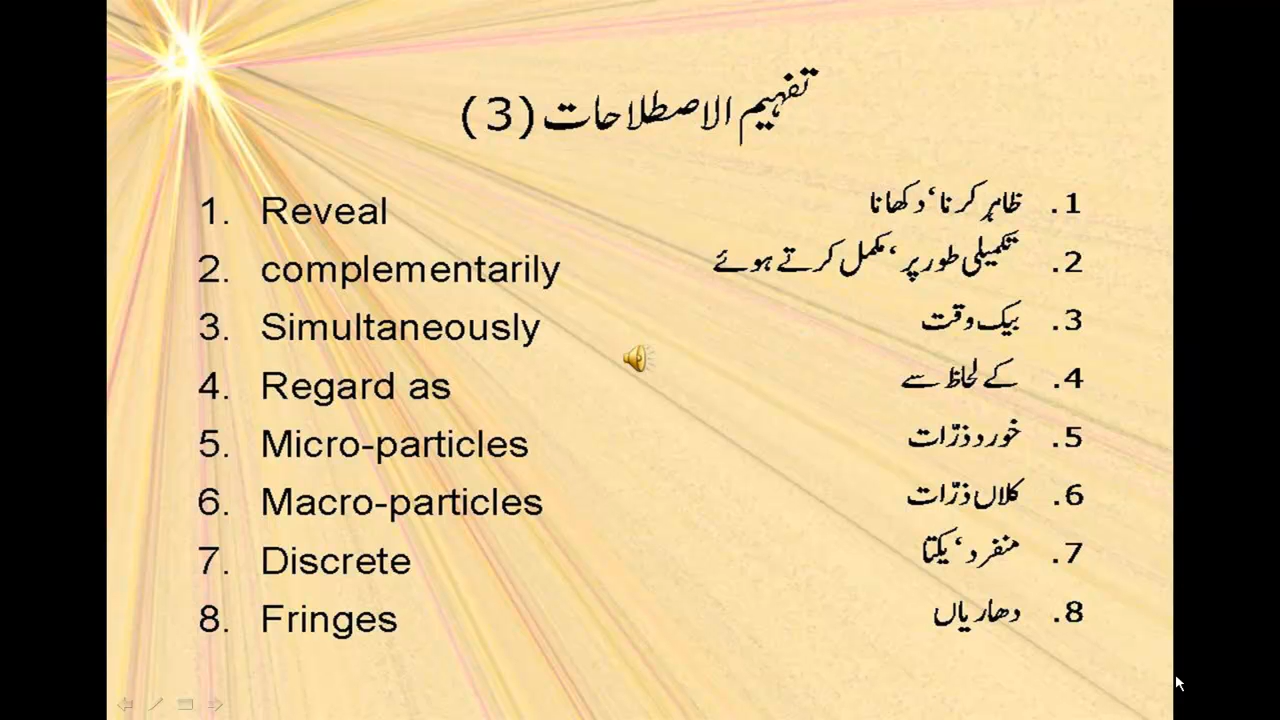 تفہیم الاصطلاحات (3)
1. Reveal
2. complementarily
3. Simultaneously
4. Regard as
5. Micro-particles
6. Macro-particles
7. Discrete
8. Fringes
1. ظاہر کرنا‘ دکھانا
2. تکمیلی طور پر‘ مکمل کرتے ہوئے
3. بیک وقت
4. کے لحاظ سے
5. خورد ذرّات
6. کلاں ذرّات
7. منفرد‘ یکتا
8. دھاریاں